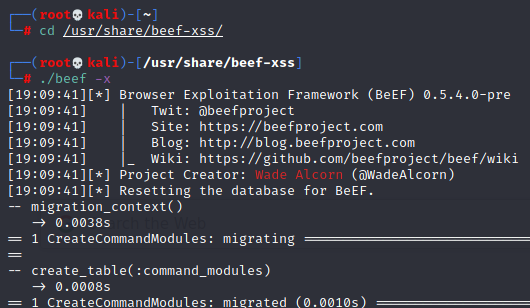 ┌──(root💀kali)-[~]
└─# cd /usr/share/beef-xss/
┌──(root💀kali)-[/usr/share/beef-xss]
└─# ./beef -x
[19:09:41][*] Browser Exploitation Framework (BeEF) 0.5.4.0-pre
[19:09:41]    |   Twit: @beefproject
[19:09:41]    |   Site: https://beefproject.com
[19:09:41]    |   Blog: http://blog.beefproject.com
[19:09:41]    |_  Wiki: https://github.com/beefproject/beef/wiki
[19:09:41][*] Project Creator: Wade Alcorn (@WadeAlcorn)
[19:09:41][*] Resetting the database for BeEF.
-- migration_context()
   -> 0.0038s
== 1 CreateCommandModules: migrating ==============================
==
-- create_table(:command_modules)
   -> 0.0008s
== 1 CreateCommandModules: migrated (0.0010s) =====================